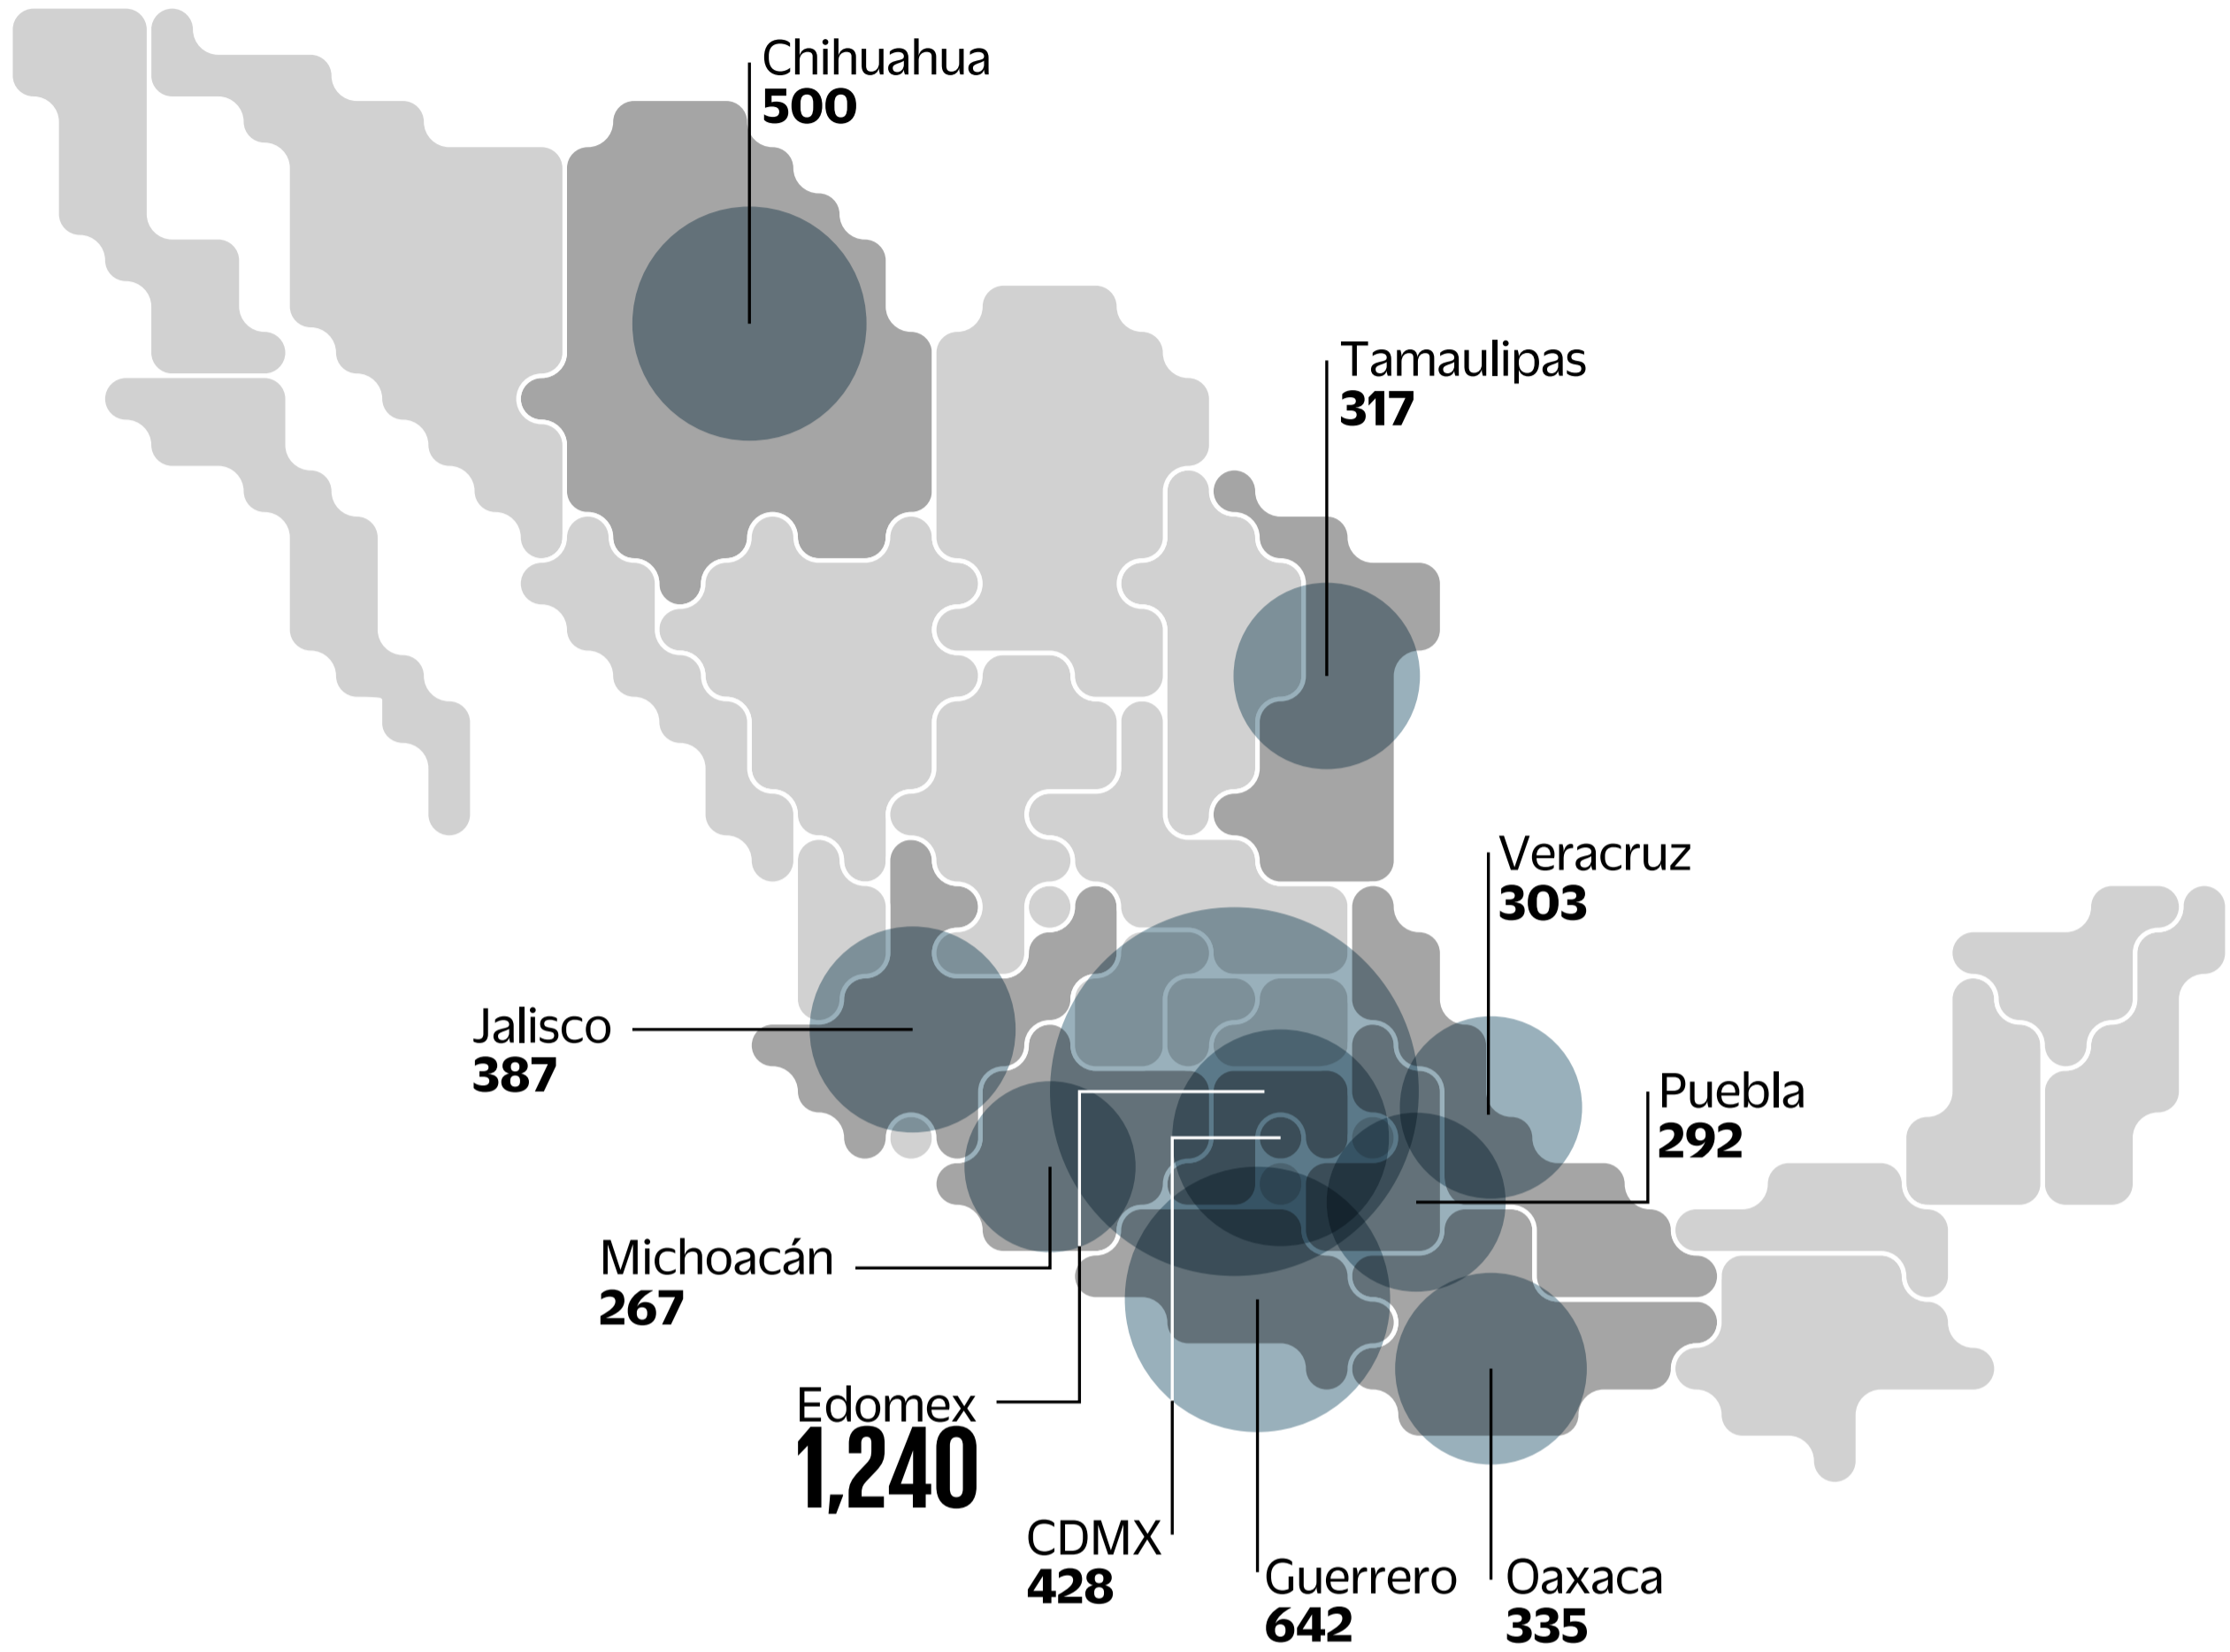 Chihuahua
500
Tamaulipas
317
Veracruz
303
Jalisco
387
Puebla
292
Michoacán
267
Edomex
1,240
CDMX
428
Guerrero
642
Oaxaca
335